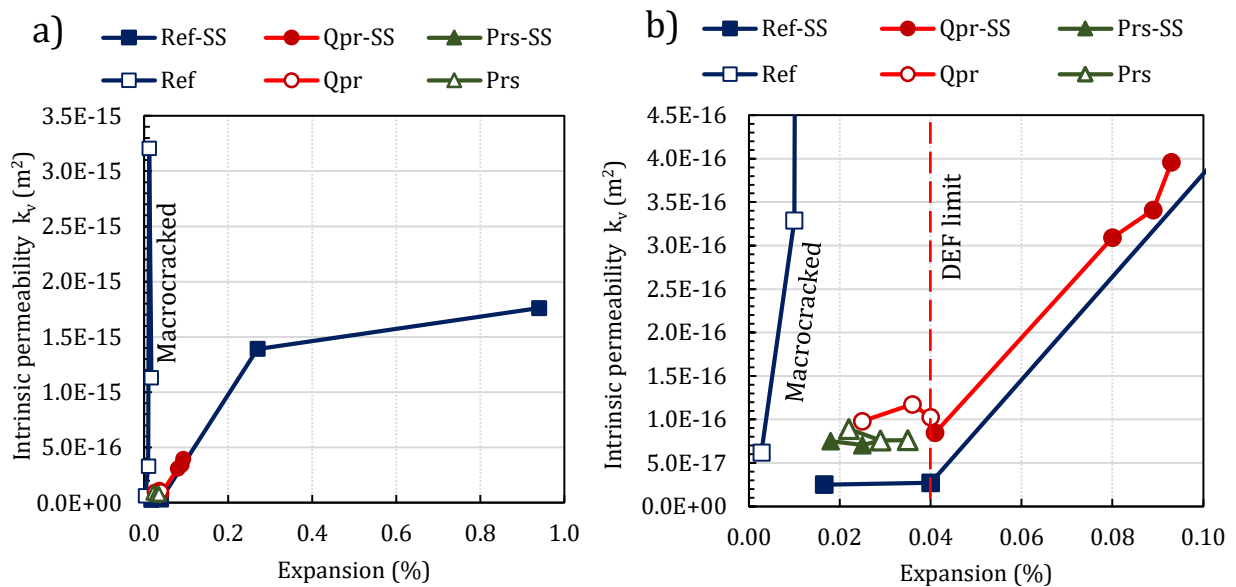 a)
Ref-SS Qpr-SS Prs-SS
Ref Qpr Prs
3.5E-15
3.0E-15
2.5E-15
2.0E-15
1.5E-15
1.0E-15
5.0E-16
0.0E+00
Intrinsic permeability kᵥ (m²)
Macrocracked
0.0 0.2 0.4 0.6 0.8 1.0
Expansion (%)
b)
Ref-SS Qpr-SS Prs-SS
Ref Qpr Prs
4.5E-16
4.0E-16
3.5E-16
3.0E-16
2.5E-16
2.0E-16
1.5E-16
1.0E-16
5.0E-17
0.0E+00
Intrinsic permeability kᵥ (m²)
Macrocracked
DEF limit
0.00 0.02 0.04 0.06 0.08 0.10
Expansion (%)